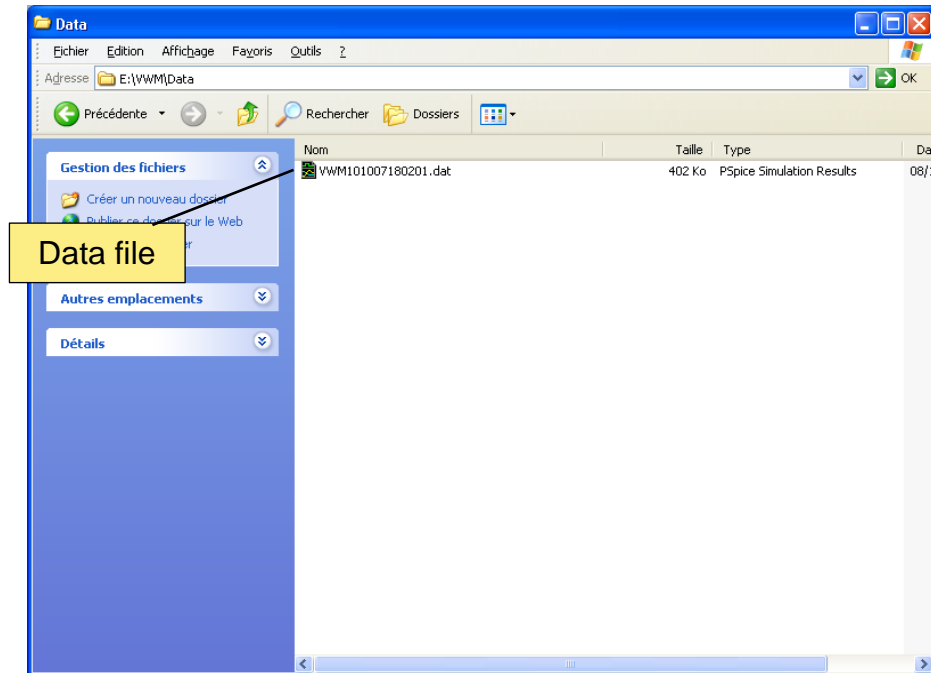 Data
Fichier Edition Affichage Favoris Outils ?
Adresse E:\VWM\Data OK
Précédente Rechercher Dossiers
Nom Taille Type Da
Gestion des fichiers
VWM101007180201.dat 402 Ko PSpice Simulation Results 08/
Créer un nouveau dossier
Publier ce dossier sur le Web
Data file
Autres emplacements
Détails